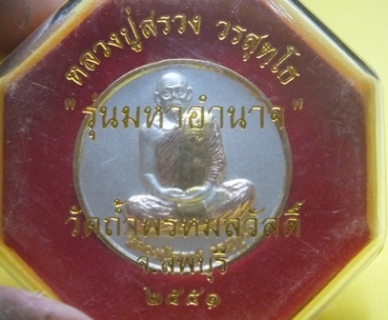 หลวงปู่สรวง วรสุทโธ
"รุ่นมหาอำนาจ"
วัดถ้ำพรหมสวัสดิ์
จ.ลพบุรี
๒๕๕๑